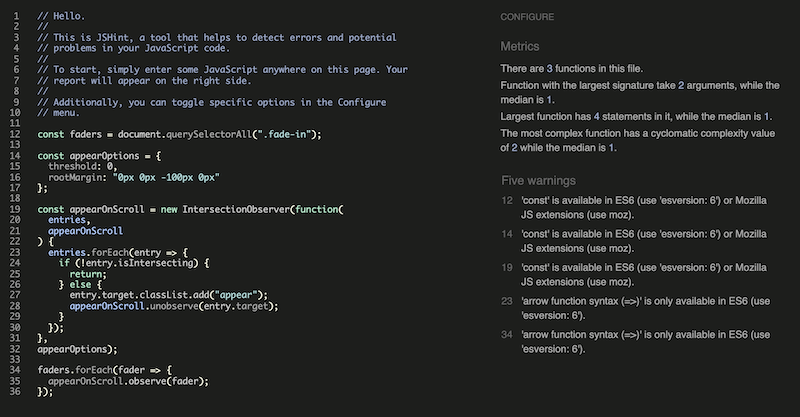 1 // Hello.
2 //
3 // This is JSHint, a tool that helps to detect errors and potential
4 // problems in your JavaScript code.
5 //
6 // To start, simply enter some JavaScript anywhere on this page. Your
7 // report will appear on the right side.
8 //
9 // Additionally, you can toggle specific options in the Configure
10 // menu.
11
12 const faders = document.querySelectorAll(".fade-in");
13
14 const appearOptions = {
15   threshold: 0,
16   rootMargin: "0px 0px -100px 0px"
17 };
18
19 const appearOnScroll = new IntersectionObserver(function(
20   entries,
21   appearOnScroll
22 ) {
23   entries.forEach(entry => {
24     if (!entry.isIntersecting) {
25       return;
26     } else {
27       entry.target.classList.add("appear");
28       appearOnScroll.unobserve(entry.target);
29     }
30   });
31 },
32 appearOptions);
33
34 faders.forEach(fader => {
35   appearOnScroll.observe(fader);
36 });
CONFIGURE
Metrics
There are 3 functions in this file.
Function with the largest signature take 2 arguments, while the
median is 1.
Largest function has 4 statements in it, while the median is 1.
The most complex function has a cyclomatic complexity value
of 2 while the median is 1.
Five warnings
12 'const' is available in ES6 (use 'esversion: 6') or Mozilla
JS extensions (use moz).
14 'const' is available in ES6 (use 'esversion: 6') or Mozilla
JS extensions (use moz).
19 'const' is available in ES6 (use 'esversion: 6') or Mozilla
JS extensions (use moz).
23 'arrow function syntax (=>)' is only available in ES6 (use
'esversion: 6').
34 'arrow function syntax (=>)' is only available in ES6 (use
'esversion: 6').